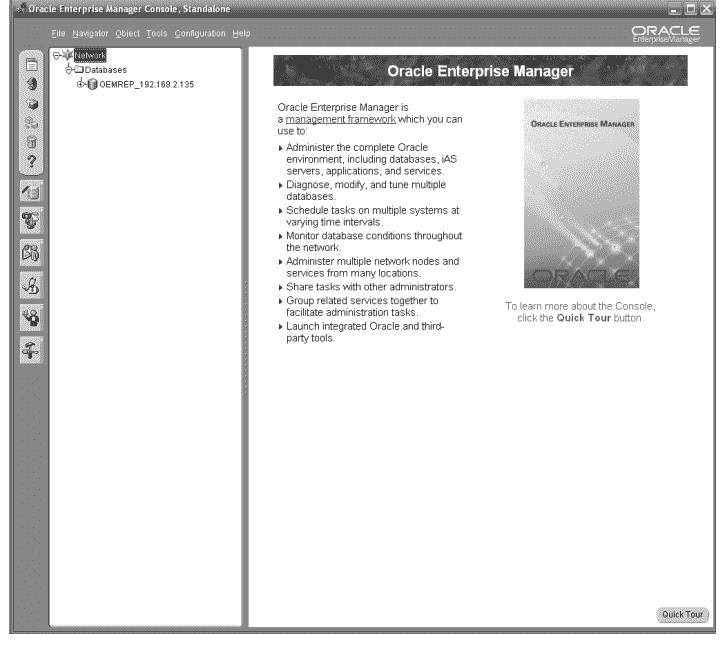 Oracle Enterprise Manager Console, Standalone
File Navigator Object Tools Configuration Help
ORACLE
EnterpriseManager
Network
Databases
OEMREP_192.168.2.135
Oracle Enterprise Manager
Oracle Enterprise Manager is
a management framework which you can
use to:
Administer the complete Oracle
environment, including databases, iAS
servers, applications, and services.
Diagnose, modify, and tune multiple
databases.
Schedule tasks on multiple systems at
varying time intervals.
Monitor database conditions throughout
the network.
Administer multiple network nodes and
services from many locations.
Share tasks with other administrators.
Group related services together to
facilitate administration tasks.
Launch integrated Oracle and third-
party tools.
ORACLE ENTERPRISE MANAGER
ORACLE
To learn more about the Console,
click the Quick Tour button.
Quick Tour